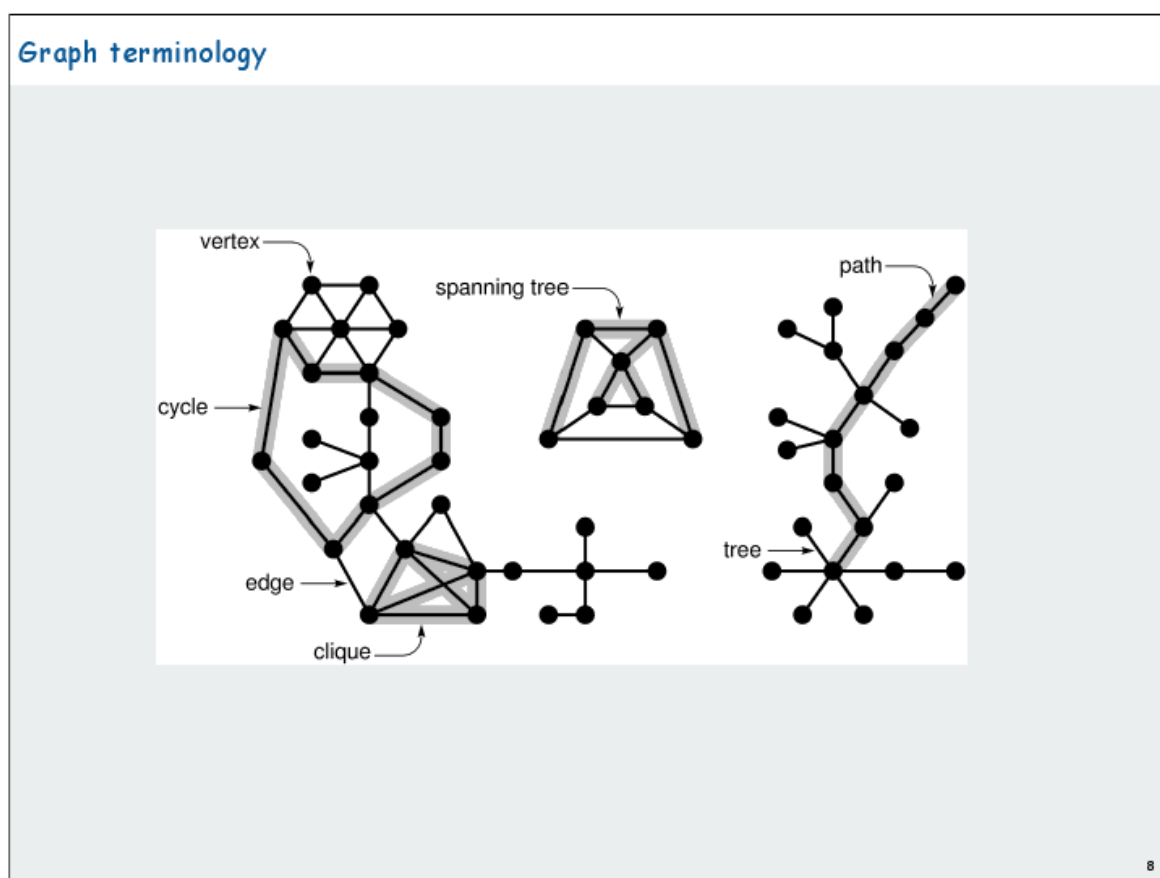 Graph terminology
vertex
spanning tree
path
cycle
edge
tree
clique
8